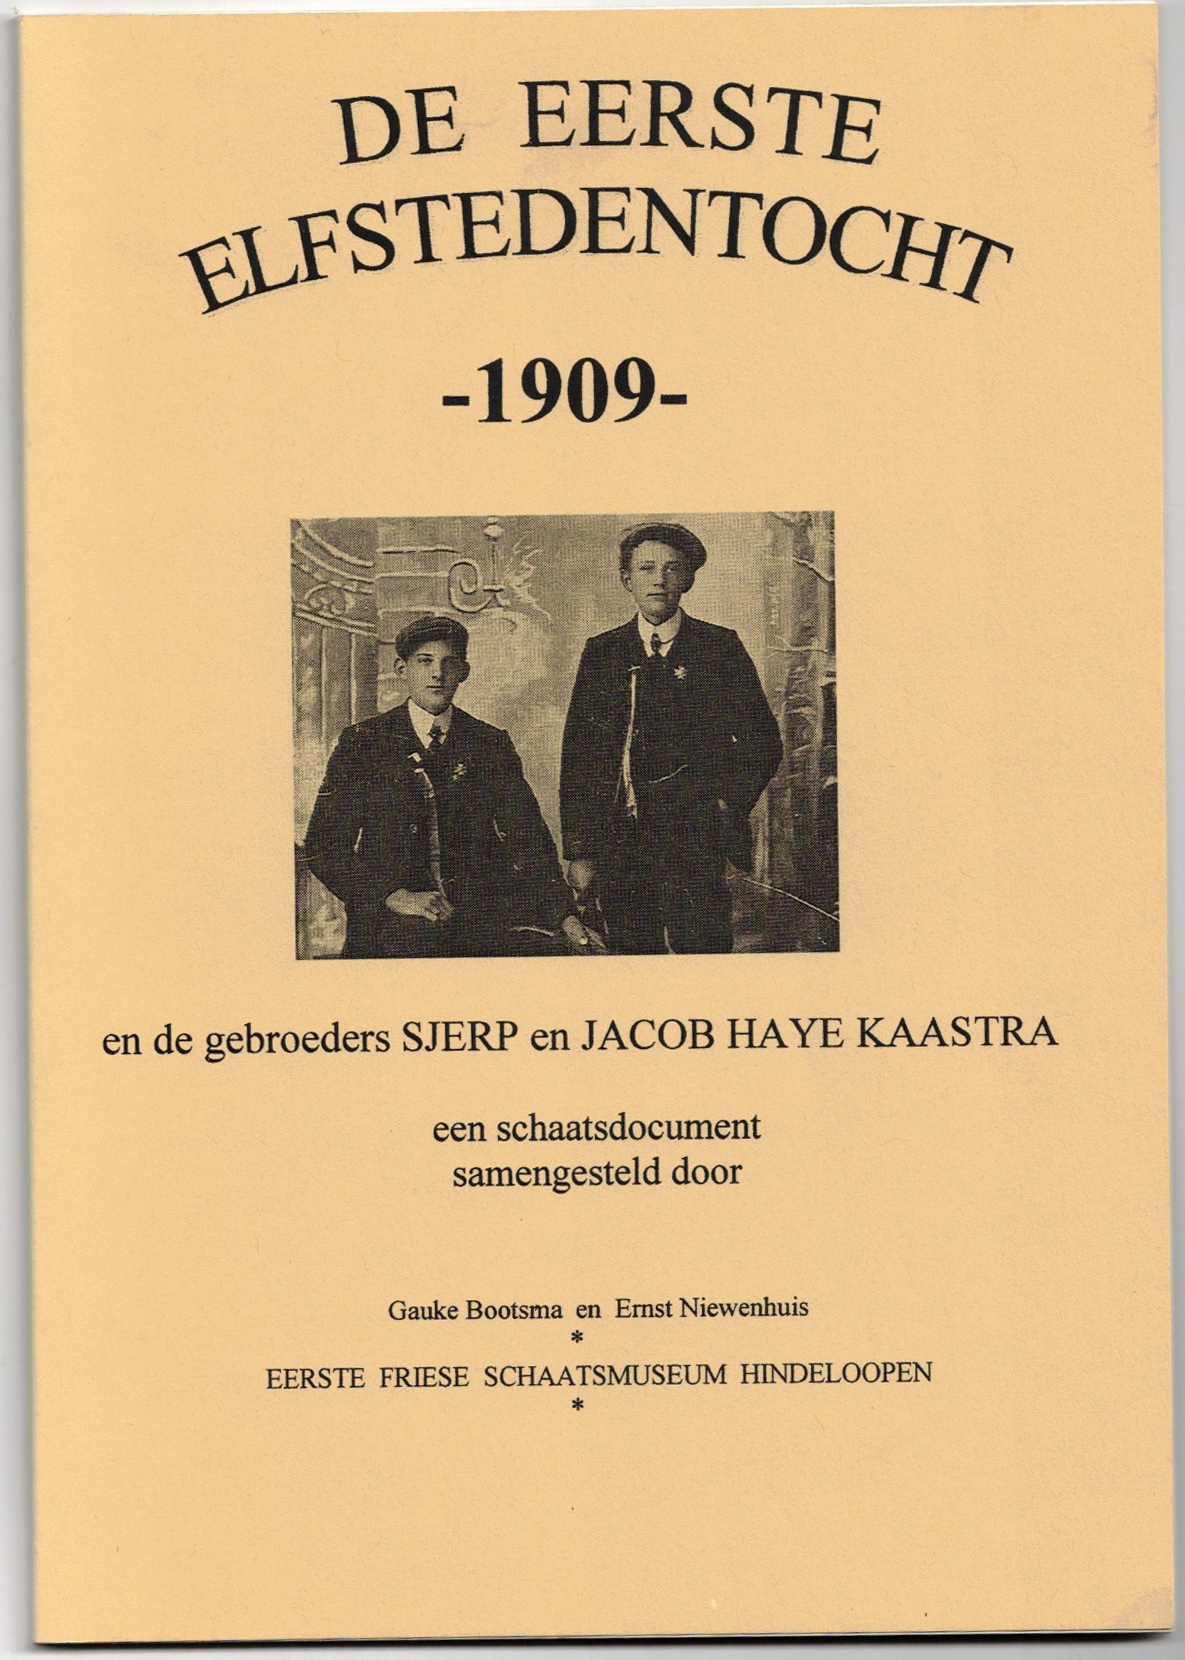 DE EERSTE
ELFSTEDENTOCHT
-1909-
en de gebroeders SJERP en JACOB HAYE KAASTRA
een schaatsdocument
samengesteld door
Gauke Bootsma en Ernst Niewenhuis
*
EERSTE FRIESE SCHAATSMUSEUM HINDELOOPEN
*